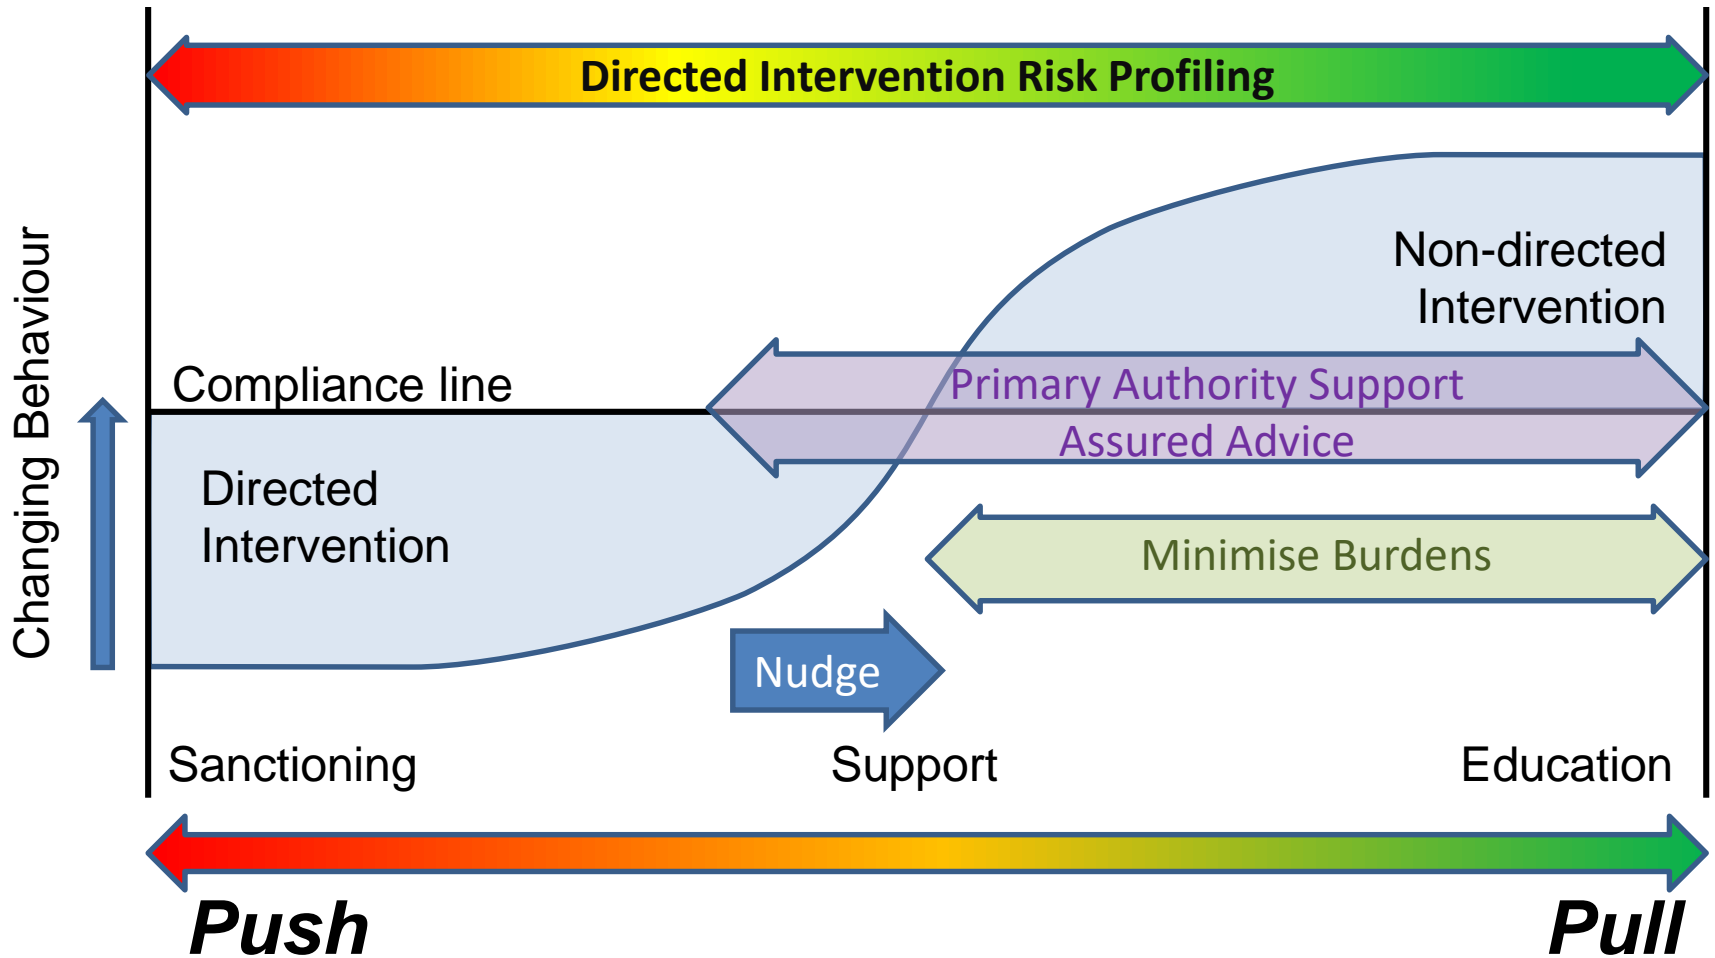 Directed Intervention Risk Profiling
Changing Behaviour
Non-directed
Intervention
Compliance line
Primary Authority Support
Assured Advice
Directed
Intervention
Minimise Burdens
Nudge
Sanctioning
Support
Education
Push
Pull